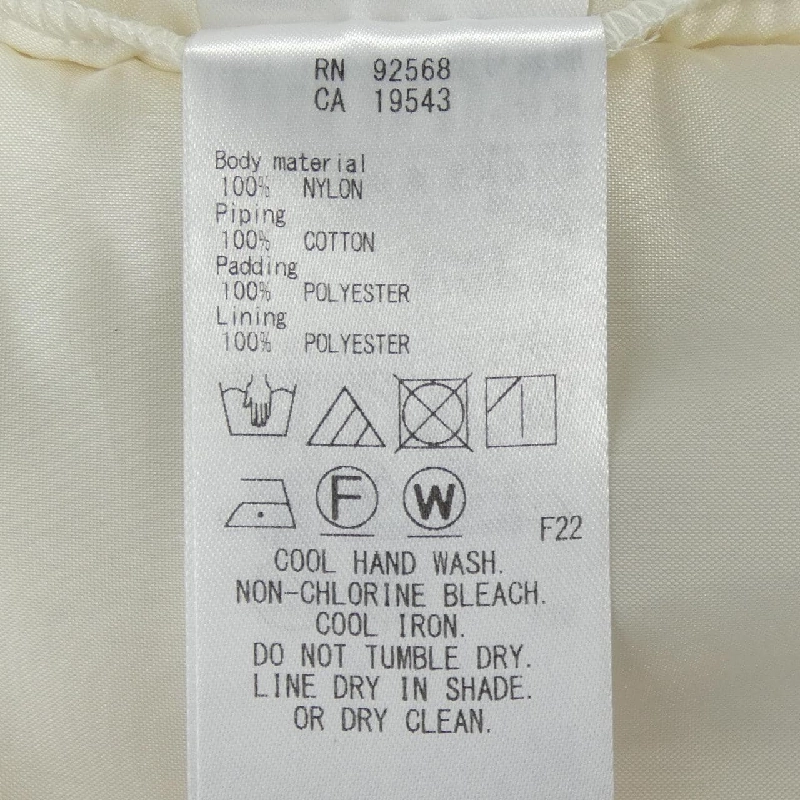 RN 92568
CA 19543
Body material
100% NYLON
Piping
100% COTTON
Padding
100% POLYESTER
Lining
100% POLYESTER
F W
F22
COOL HAND WASH.
NON-CHLORINE BLEACH.
COOL IRON.
DO NOT TUMBLE DRY.
LINE DRY IN SHADE.
OR DRY CLEAN.